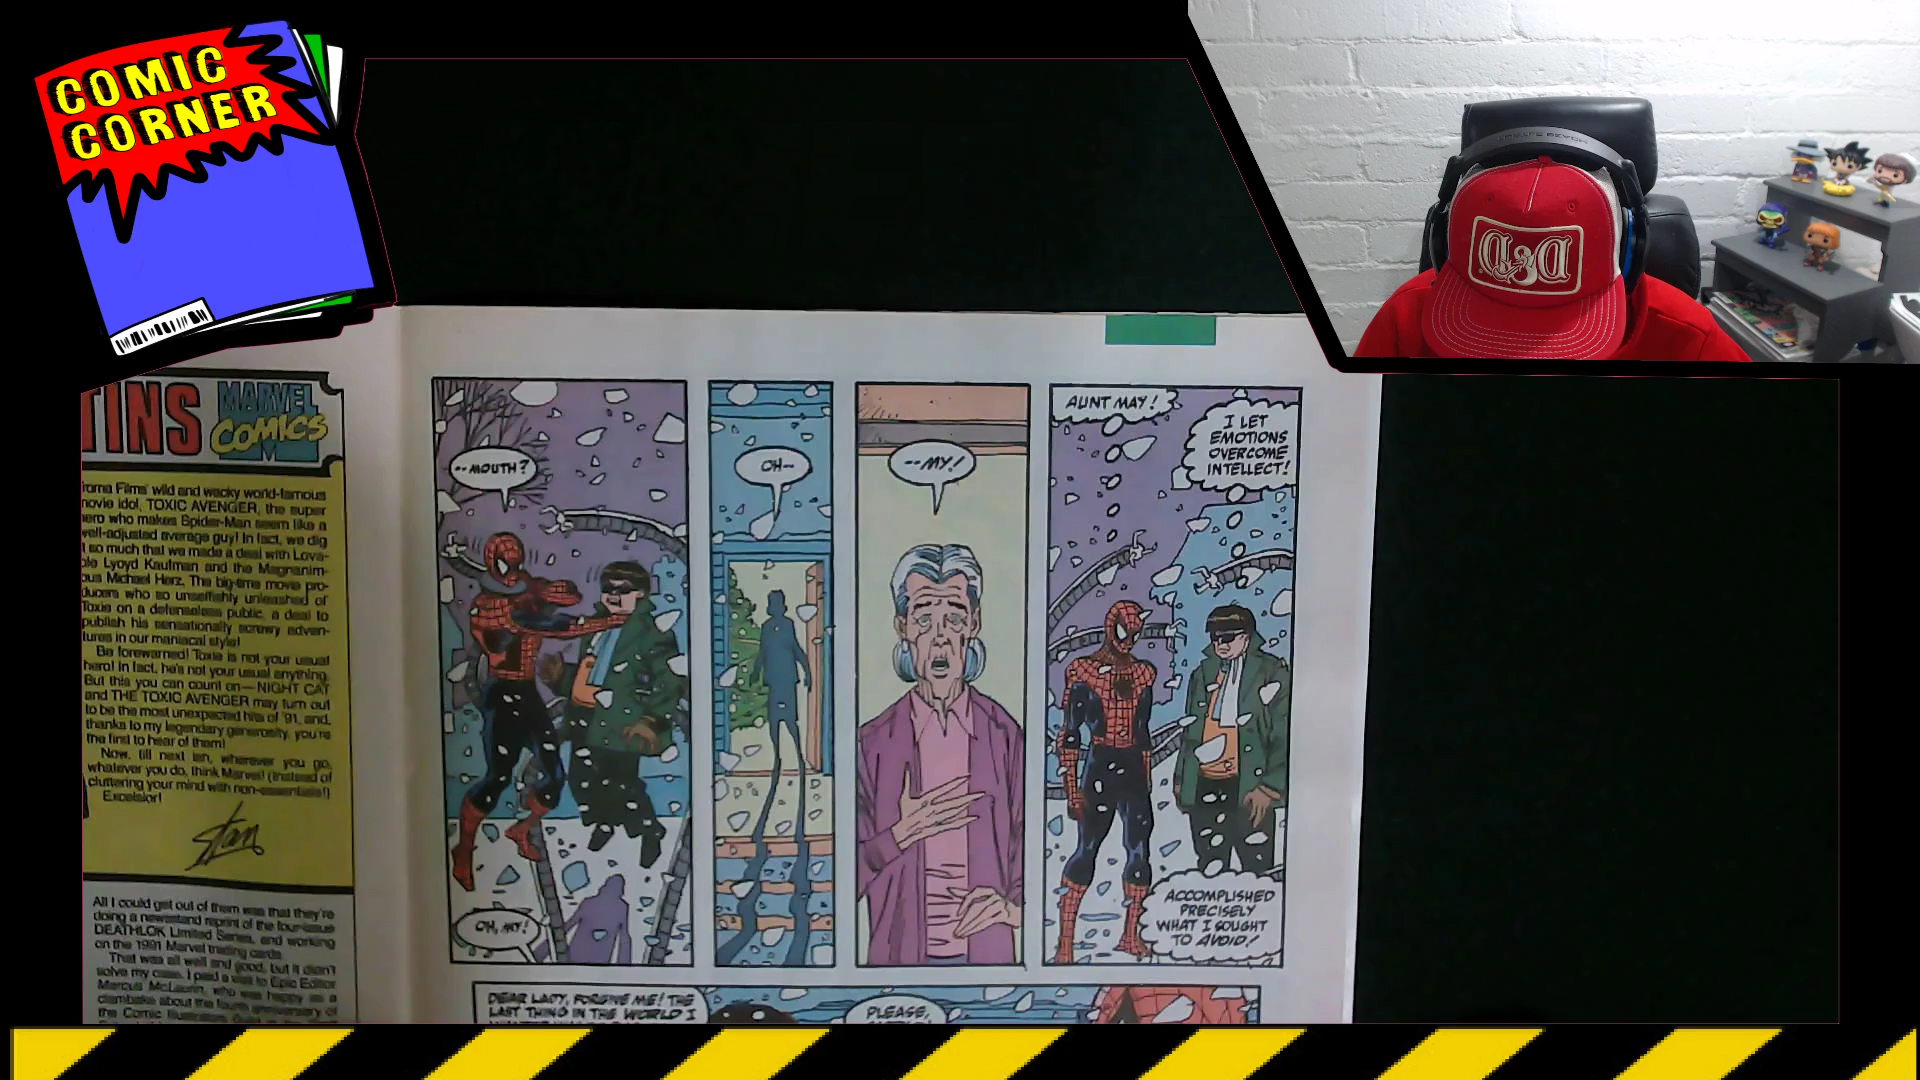 COMIC
CORNER
D&D
TINS
MARVEL
COMICS
Films' wild and wacky world-famous
movie idol, TOXIC AVENGER, the super
hero who makes Spider-Man seem like a
well-adjusted average guy! In fact, we dig
so much that we made a deal with Lova-
ble Lyoyd Kaufman and the Magnanim-
ous Michael Herz. The big-time movie pro-
ducers who so unselfishly unleashed of
Toxie on a defenseless public, a deal to
publish his sensationally screwy adven-
tures in our maniacal style!
Be forewarned! Toxie is not your usual
hero! In fact, he's not your usual anything.
But this you can count on—NIGHT CAT
and THE TOXIC AVENGER may turn out
to be the most unexpected hits of '91, and,
thanks to my legendary generosity, you're
the first to hear of them!
Now, till next ish, wherever you go,
whatever you do, think Marvel (instead of
cluttering your mind with non-essentials!)
Excelsior!
Stan
All I could get out of them was that they're
doing a newsstand reprint of the four-issue
DEATHLOK Limited Series, and working
on the 1991 Marvel trading cards.
That was all well and good, but it didn't
solve my case. I paid a visit to Epic Editor
Marcus McLaurin, who was happy as a
clambake about the fourth anniversary of
--MOUTH?
OH, MY!
OH--
--MY!
AUNT MAY!
I LET
EMOTIONS
OVERCOME
INTELLECT!
ACCOMPLISHED
PRECISELY
WHAT I SOUGHT
TO AVOID!
DEAR LADY, FORGIVE ME! THE
LAST THING IN THE WORLD I
PLEASE,